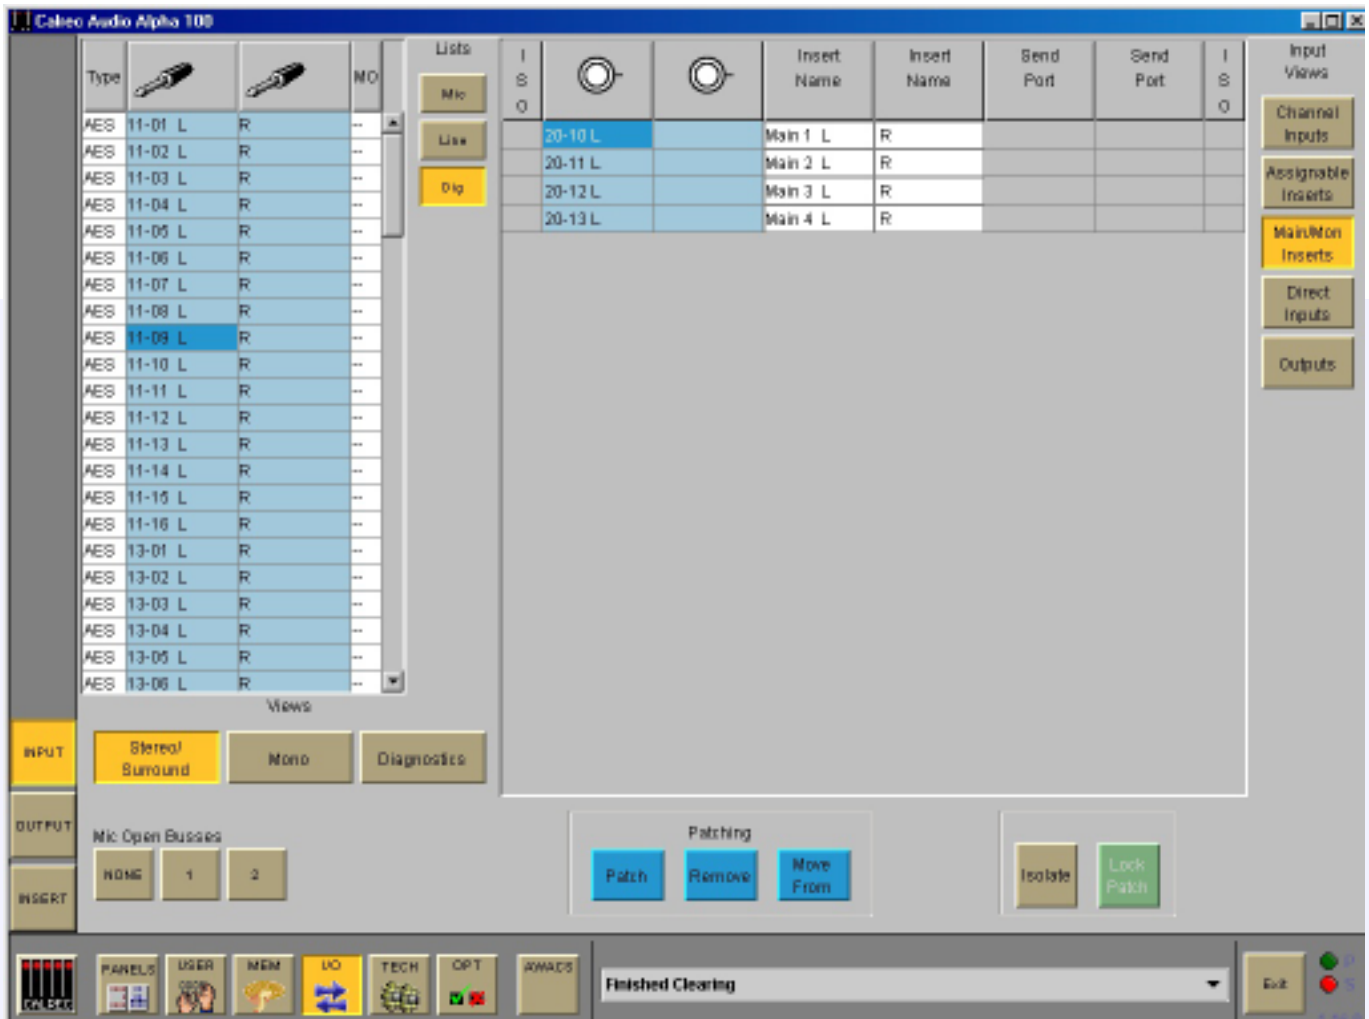 Calrec Audio Alpha 100
Type MO
AES 11-01 L R --
AES 11-02 L R --
AES 11-03 L R --
AES 11-04 L R --
AES 11-05 L R --
AES 11-06 L R --
AES 11-07 L R --
AES 11-08 L R --
AES 11-09 L R --
AES 11-10 L R --
AES 11-11 L R --
AES 11-12 L R --
AES 11-13 L R --
AES 11-14 L R --
AES 11-15 L R --
AES 11-16 L R --
AES 13-01 L R --
AES 13-02 L R --
AES 13-03 L R --
AES 13-04 L R --
AES 13-05 L R --
AES 13-06 L R --
Lists
Mic
Line
Dig
I S O Insert Name Insert Name Send Port Send Port I S O
20-10 L Main 1 L R
20-11 L Main 2 L R
20-12 L Main 3 L R
20-13 L Main 4 L R
Input
Views
Channel
Inputs
Assignable
Inserts
Main/Mon
Inserts
Direct
Inputs
Outputs
Views
Stereo/
Surround
Mono
Diagnostics
INPUT
OUTPUT
INSERT
Mic Open Busses
NONE 1 2
Patching
Patch
Remove
Move
From
Isolate
Lock
Patch
CALREC
PANELS
USER
MEM
I/O
TECH
OPT
AWACS
Finished Clearing
Exit
P
S